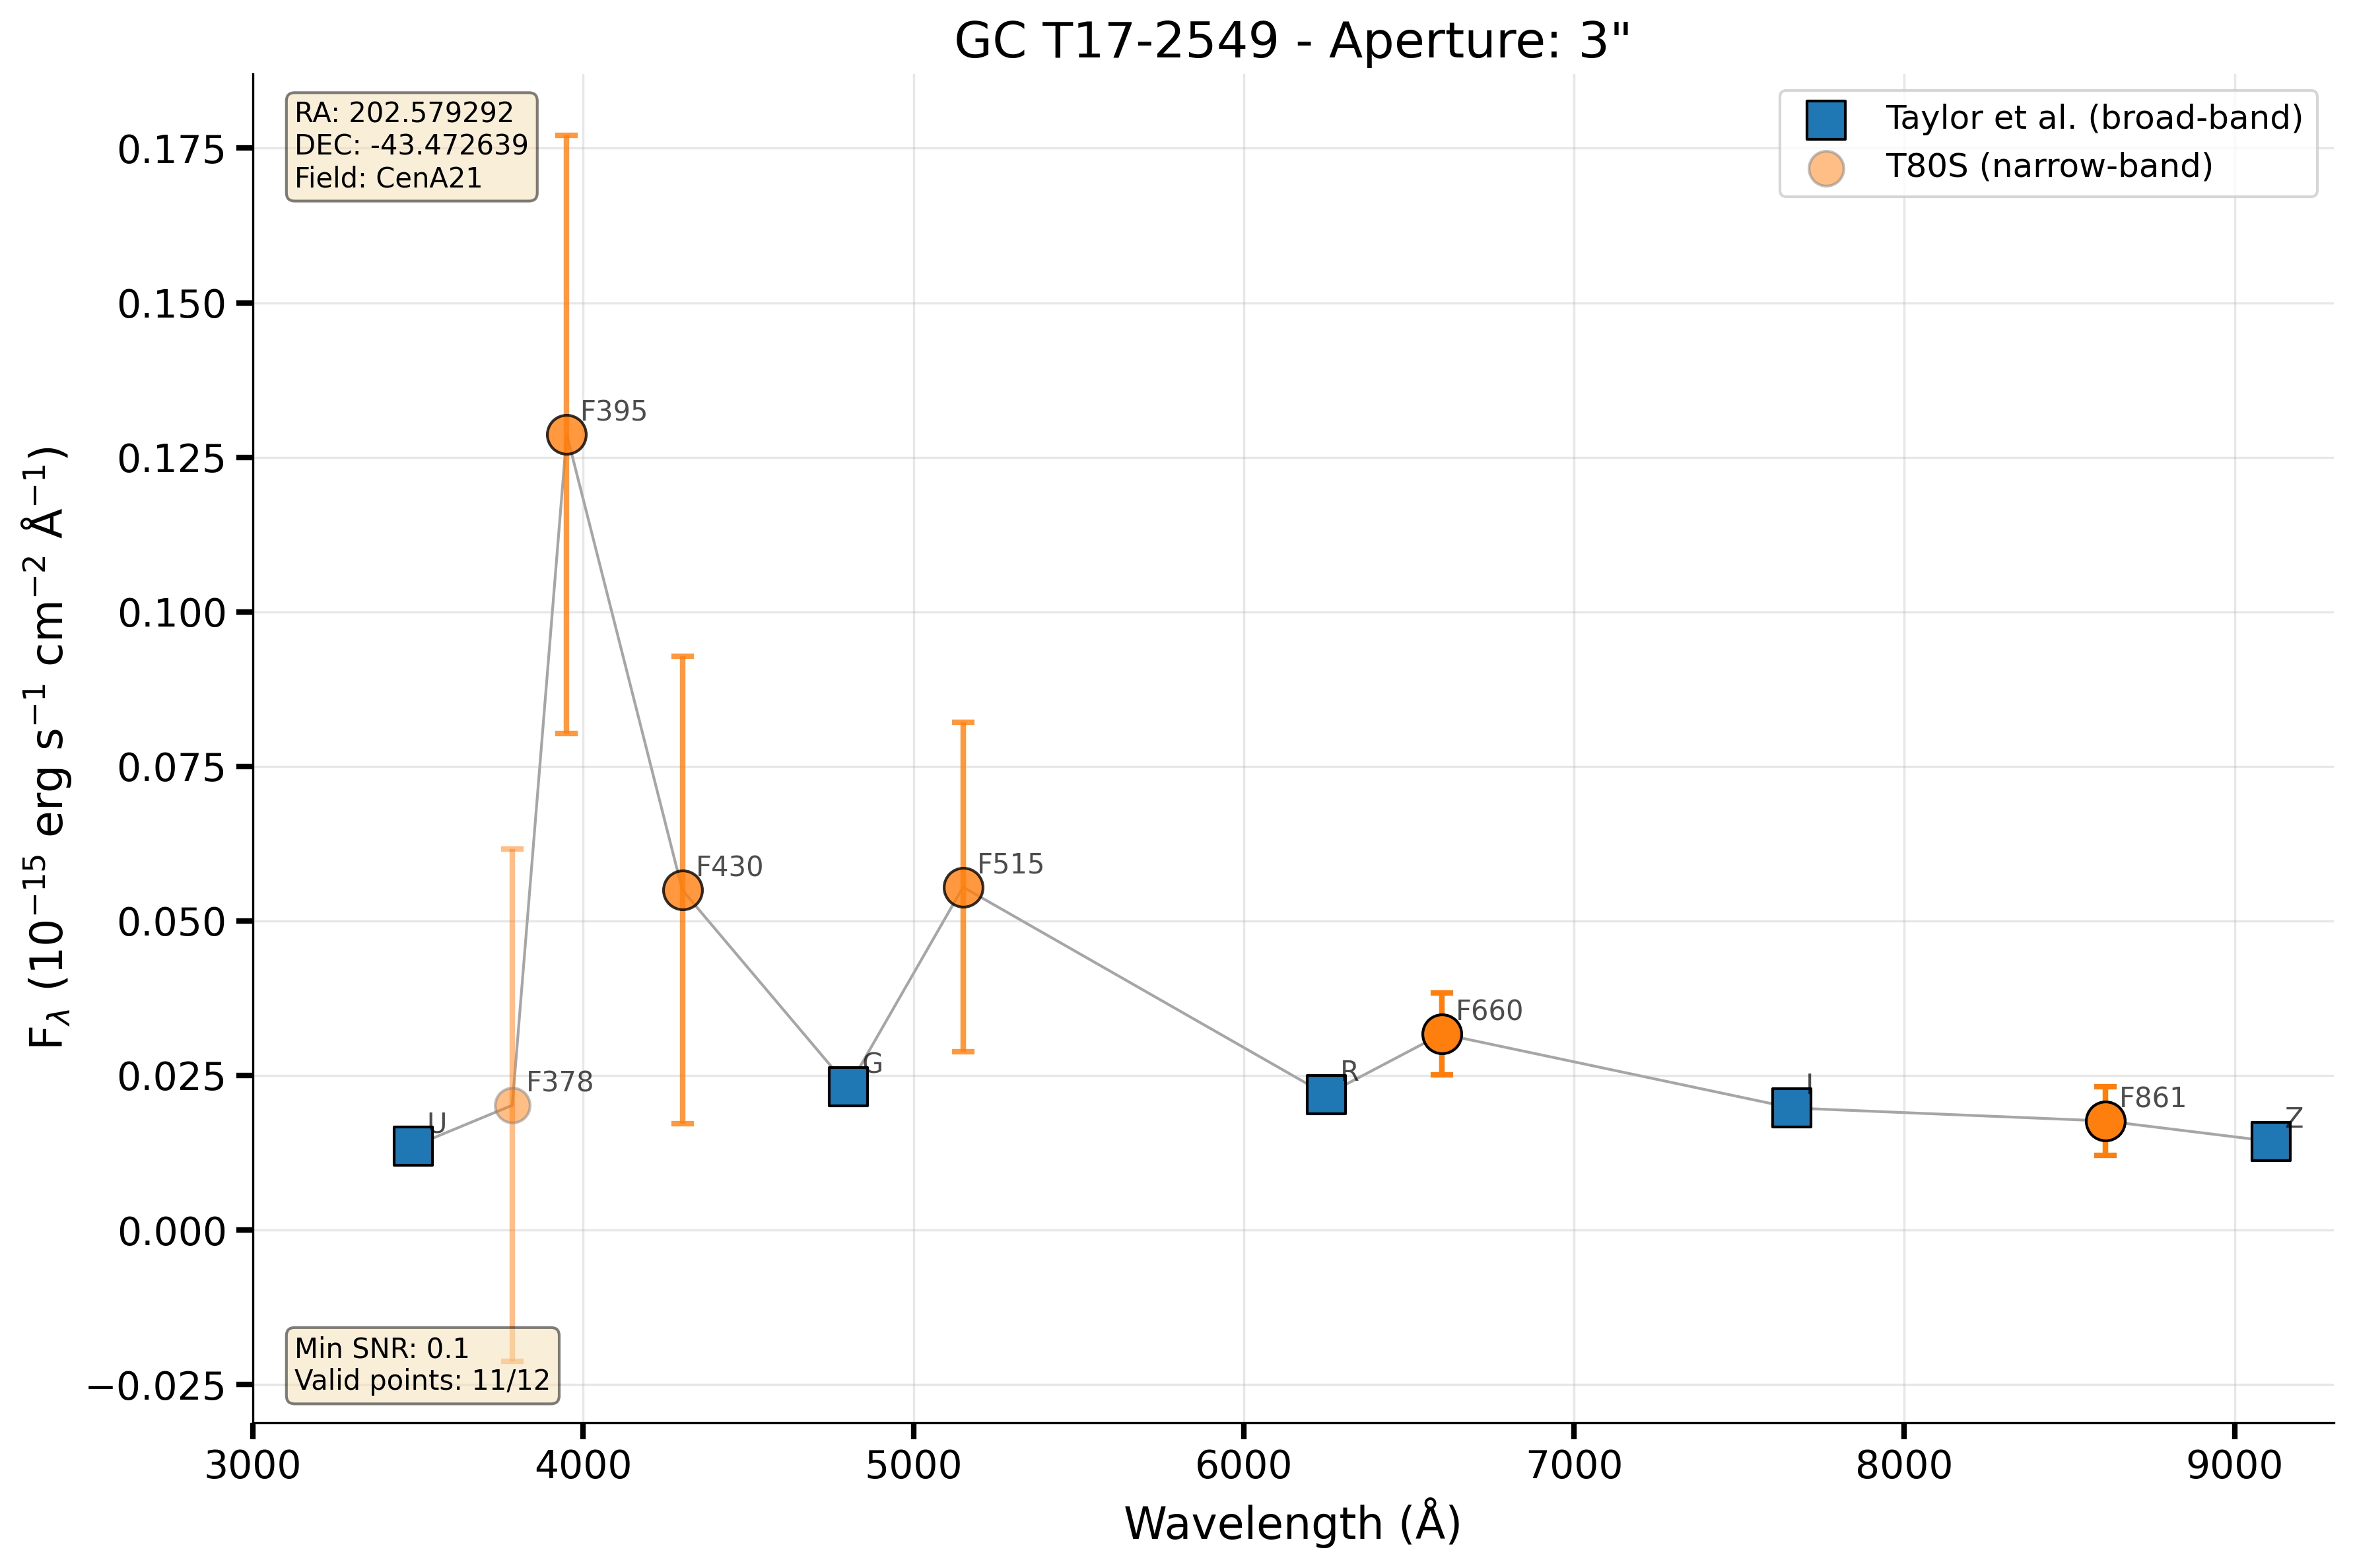 GC T17-2549 - Aperture: 3"
RA: 202.579292
DEC: -43.472639
Field: CenA21
Taylor et al. (broad-band)
T80S (narrow-band)
0.175
0.150
0.125
0.100
0.075
0.050
0.025
0.000
−0.025
F_λ (10⁻¹⁵ erg s⁻¹ cm⁻² Å⁻¹)
F395
F430
F515
F378
U
G
R
F660
I
F861
Z
Min SNR: 0.1
Valid points: 11/12
3000 4000 5000 6000 7000 8000 9000
Wavelength (Å)